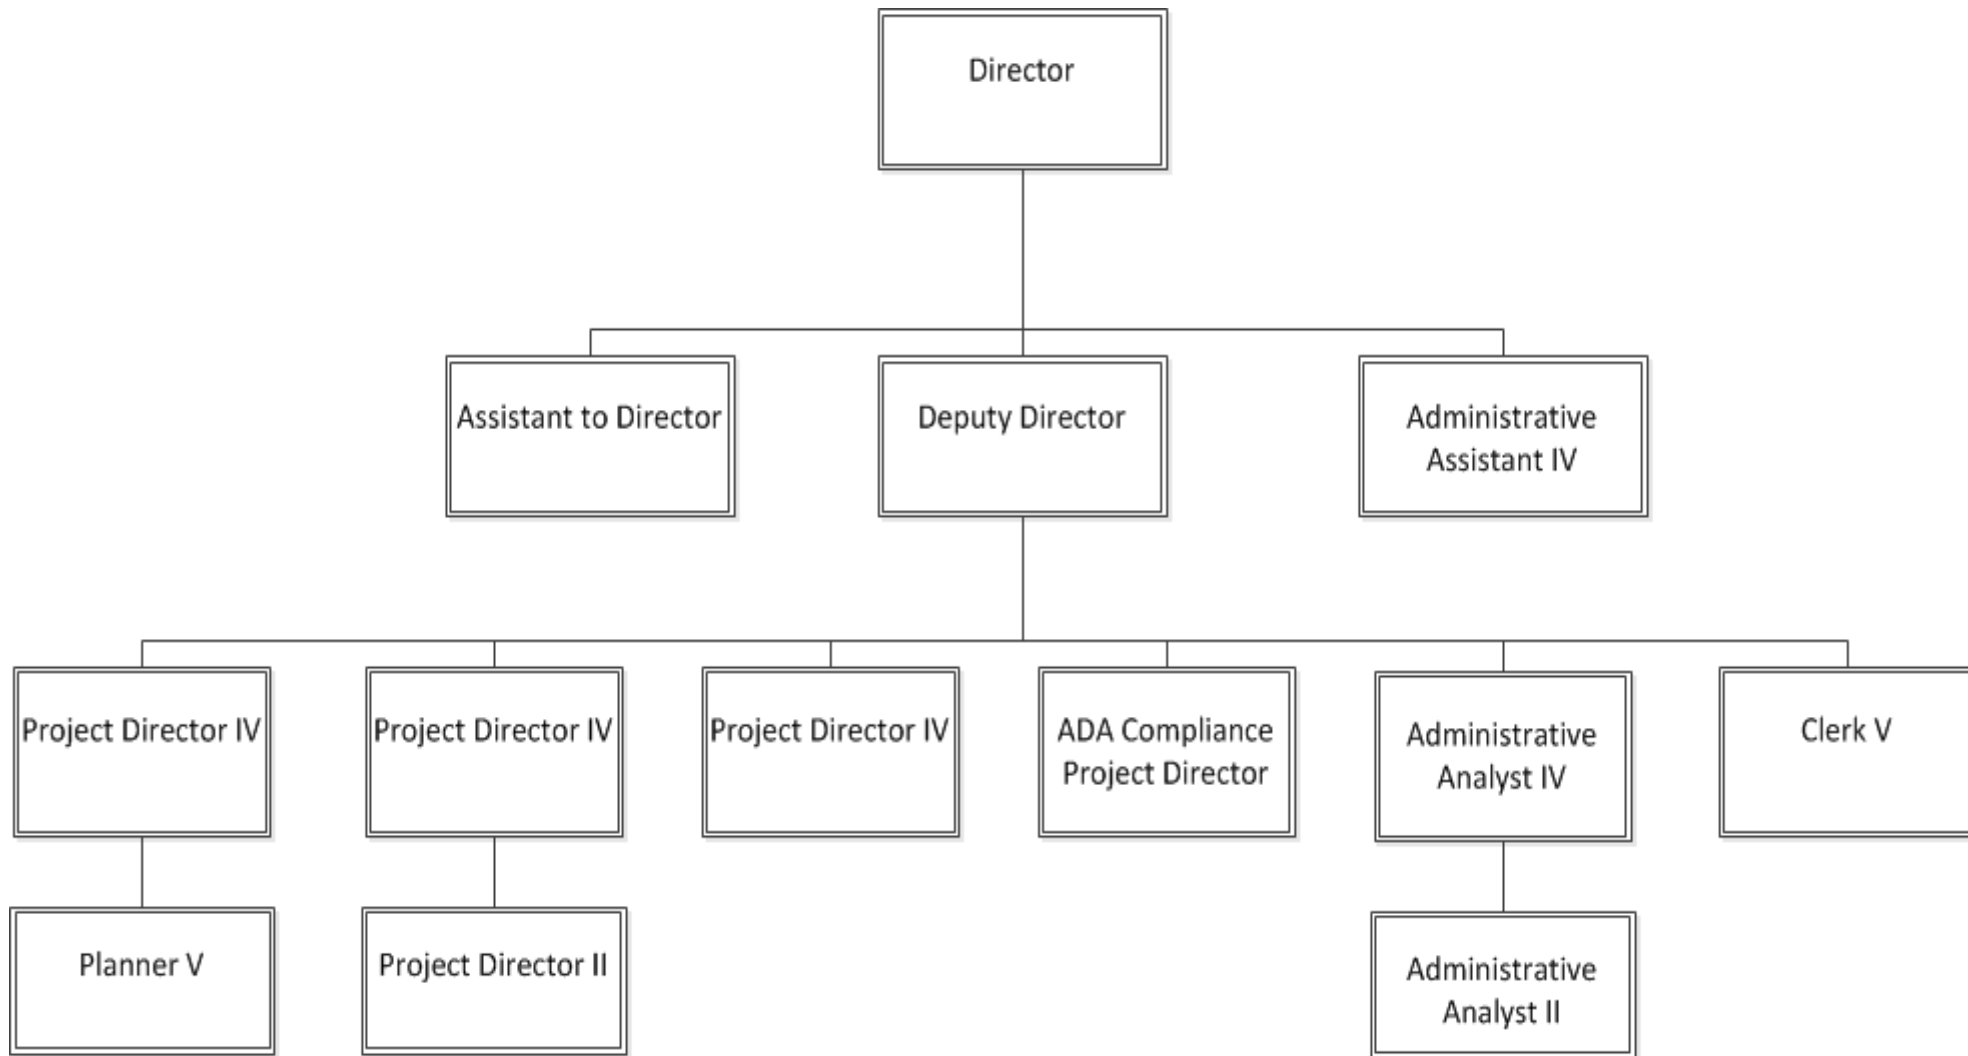 Director
Assistant to Director
Deputy Director
Administrative
Assistant IV
Project Director IV
Project Director IV
Project Director IV
ADA Compliance
Project Director
Administrative
Analyst IV
Clerk V
Planner V
Project Director II
Administrative
Analyst II